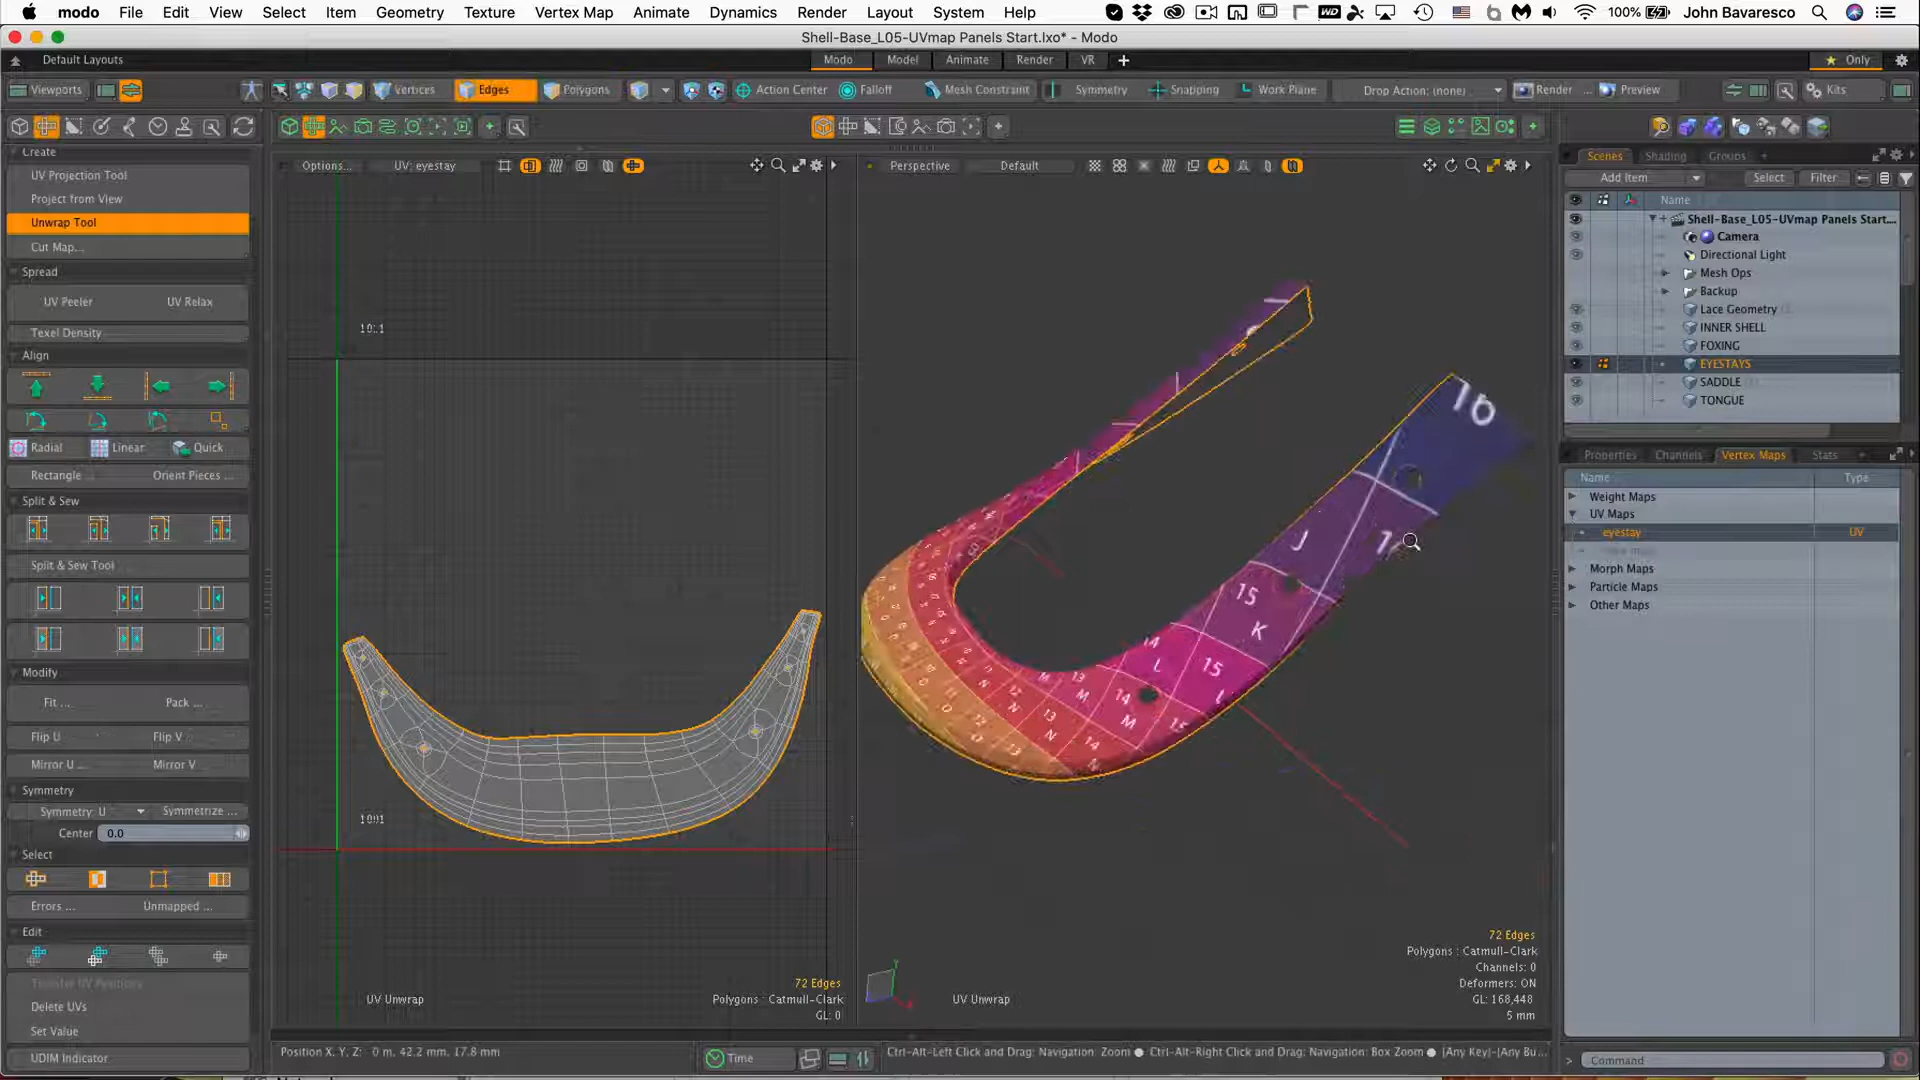 modo File Edit View Select Item Geometry Texture Vertex Map Animate Dynamics Render Layout System Help WD 100% John Bavaresco
Shell-Base_L05-UVmap Panels Start.lxo* - Modo
Default Layouts Modo Model Animate Render VR Only
Viewports Vertices Edges Polygons Action Center Falloff Mesh Constraint Symmetry Snapping Work Plane Drop Action: (none) Render ... Preview Kits
Create
UV Projection Tool
Project from View
Unwrap Tool
Cut Map...
Spread
UV Peeler UV Relax
Texel Density
Align
Radial Linear Quick
Rectangle Orient Pieces ...
Split & Sew
Split & Sew Tool
Modify
Fit ... Pack ...
Flip U Flip V
Mirror U ... Mirror V
Symmetry
Symmetry: U Symmetrize ...
Center 0.0
Select
Errors ... Unmapped ...
Edit
Transfer UV Positions
Delete UVs
Set Value
UDIM Indicator
Options... UV: eyestay
1011
1001
72 Edges
UV Unwrap Polygons : Catmull-Clark
GL: 0
Perspective Default
16
J
15
K
14
L
15
L
13
M
14
M
15
12
N
13
N
14
N
72 Edges
Polygons : Catmull-Clark
Channels: 0
Deformers: ON
GL: 168,448
UV Unwrap 5 mm
Position X, Y, Z: 0 m, 42.2 mm, 17.8 mm Time Ctrl-Alt-Left Click and Drag: Navigation: Zoom ● Ctrl-Alt-Right Click and Drag: Navigation: Box Zoom ● [Any Key]-[Any Bu...
Scenes Shading Groups
Add Item Select Filter
Name
Shell-Base_L05-UVmap Panels Start....
Camera
Directional Light
Mesh Ops
Backup
Lace Geometry
INNER SHELL
FOXING
EYESTAYS
SADDLE
TONGUE
Properties Channels Vertex Maps Stats
Name Type
Weight Maps
UV Maps
eyestay UV
Morph Maps
Particle Maps
Other Maps
Command